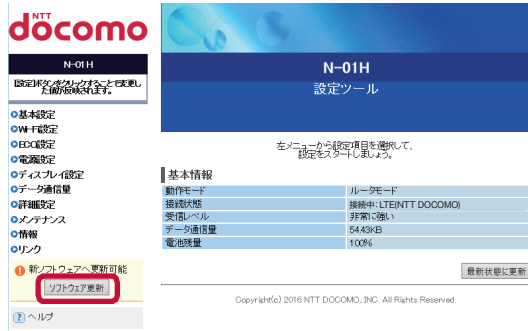 NTT
döcomo
N-01H
[設定]ボタンをクリックすることで変更し
た値が反映されます。
基本設定
Wi-Fi設定
ECO設定
電源設定
ディスプレイ設定
データ通信量
詳細設定
メンテナンス
情報
リンク
新ソフトウェアへ更新可能
ソフトウェア更新
ヘルプ
N-01H
設定ツール
左メニューから設定項目を選択して、
設定をスタートしましょう。
基本情報
動作モード ルータモード
接続状態 接続中: LTE(NTT DOCOMO)
受信レベル 非常に強い
データ通信量 54.43KB
電池残量 100%
最新状態に更新
Copyright(c) 2016 NTT DOCOMO, INC. All Rights Reserved.